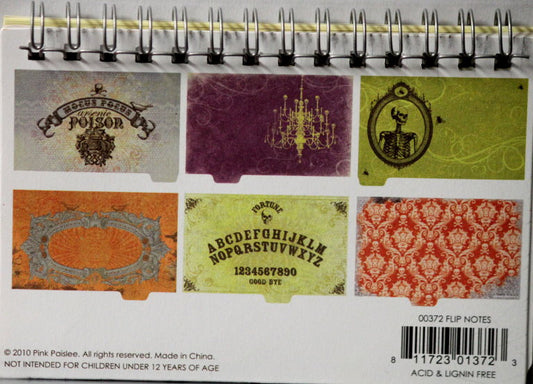 HOCUS POCUS
arsenic
POISON
FORTUNE
ABCDEFGHIJKLM
NOPQRSTUVWXYZ
1234567890
GOOD BYE
00372 FLIP NOTES
8 11723 01372 3
ACID & LIGNIN FREE
© 2010 Pink Paislee. All rights reserved. Made in China.
NOT INTENDED FOR CHILDREN UNDER 12 YEARS OF AGE